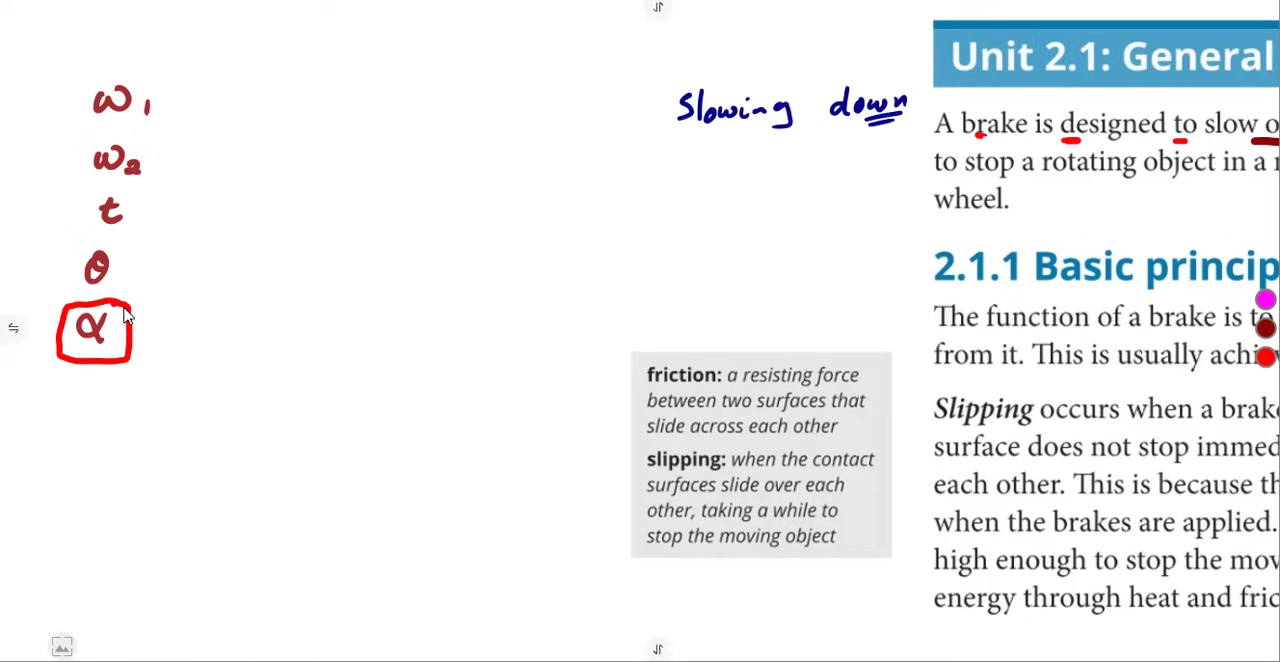 ω1
ω2
t
θ
α
Slowing down
friction: a resisting force
between two surfaces that
slide across each other
slipping: when the contact
surfaces slide over each
other, taking a while to
stop the moving object
Unit 2.1: General
A brake is designed to slow o
to stop a rotating object in a
wheel.
2.1.1 Basic princip
The function of a brake is to
from it. This is usually achi
Slipping occurs when a brak
surface does not stop immed
each other. This is because th
when the brakes are applied.
high enough to stop the mov
energy through heat and fric